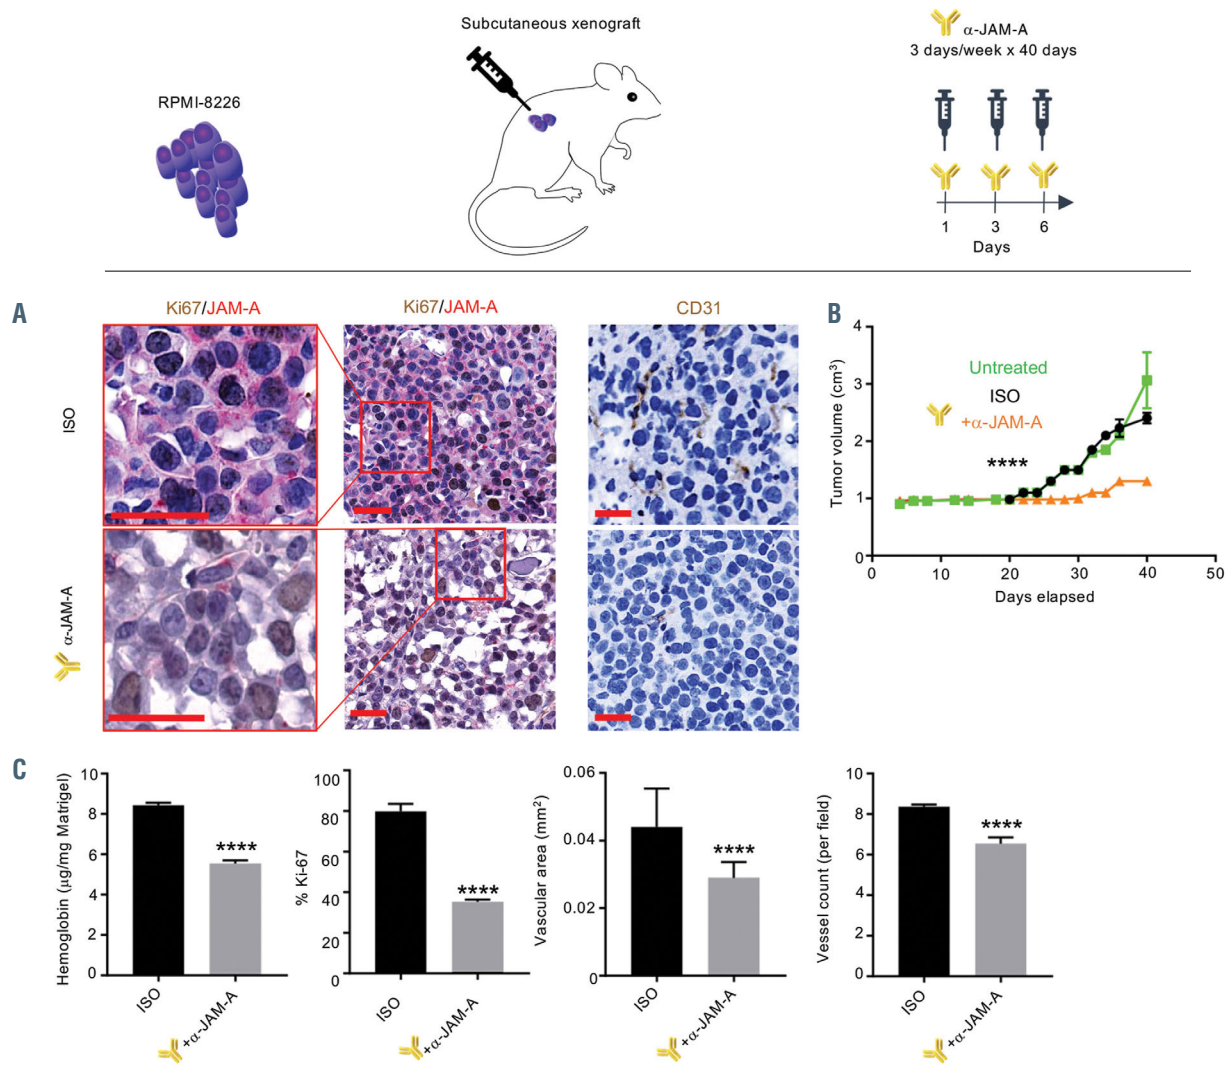 Subcutaneous xenograft
α-JAM-A
3 days/week x 40 days
RPMI-8226
1 3 6
Days
A
Ki67/JAM-A
Ki67/JAM-A
CD31
ISO
α-JAM-A
B
4
3
2
1
0
Tumor volume (cm³)
Untreated
ISO
+α-JAM-A
****
0 10 20 30 40 50
Days elapsed
C
Hemoglobin (μg/mg Matrigel)
10
8
6
4
2
0
****
ISO
+α-JAM-A
% Ki-67
100
80
60
40
20
0
****
ISO
+α-JAM-A
Vascular area (mm²)
0.06
0.04
0.02
0
****
ISO
+α-JAM-A
Vessel count (per field)
10
8
6
4
2
0
****
ISO
+α-JAM-A